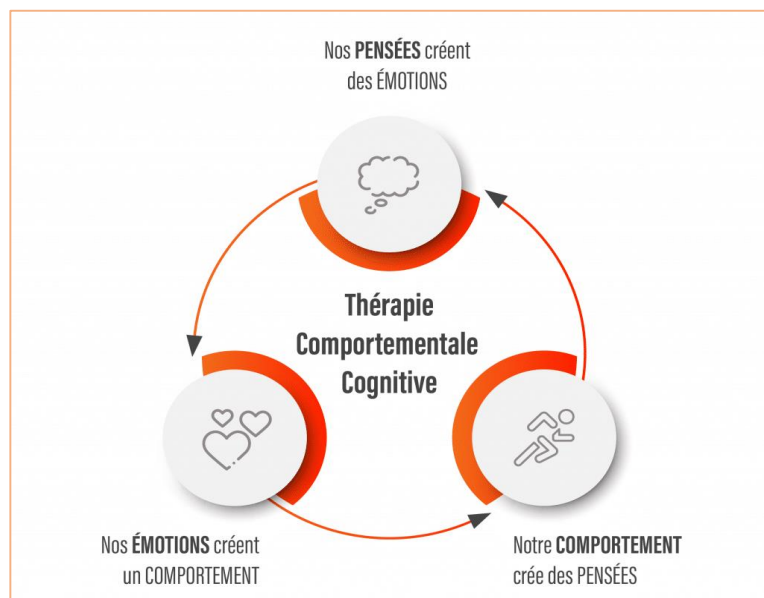 Nos PENSÉES créent
des ÉMOTIONS
Thérapie
Comportementale
Cognitive
Nos ÉMOTIONS créent
un COMPORTEMENT
Notre COMPORTEMENT
crée des PENSÉES